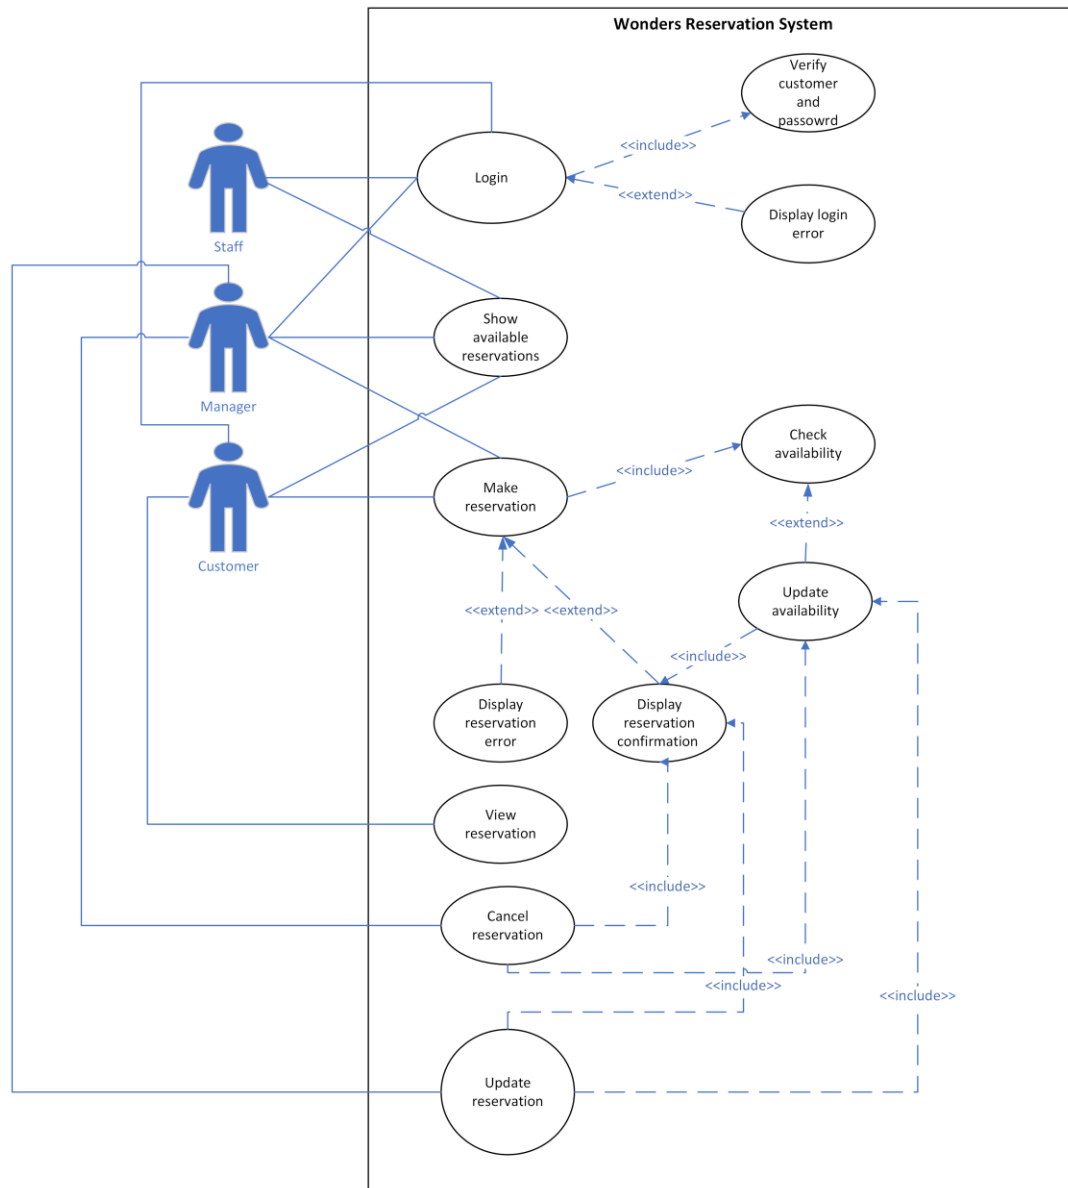 Wonders Reservation System
Verify
customer
and
passowrd
<<include>>
Login
<<extend>>
Display login
error
Staff
Show
available
reservations
Manager
Check
availability
<<include>>
Make
reservation
<<extend>>
Customer
Update
availability
<<extend>>
<<extend>>
<<include>>
Display
reservation
error
Display
reservation
confirmation
View
reservation
<<include>>
Cancel
reservation
<<include>>
<<include>>
<<include>>
Update
reservation